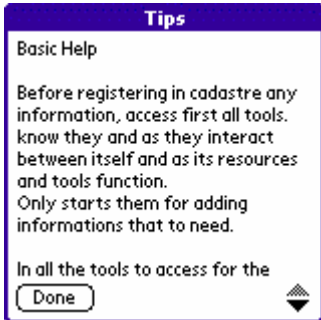 Tips
Basic Help
Before registering in cadastre any
information, access first all tools.
know they and as they interact
between itself and as its resources
and tools function.
Only starts them for adding
informations that to need.
In all the tools to access for the
Done